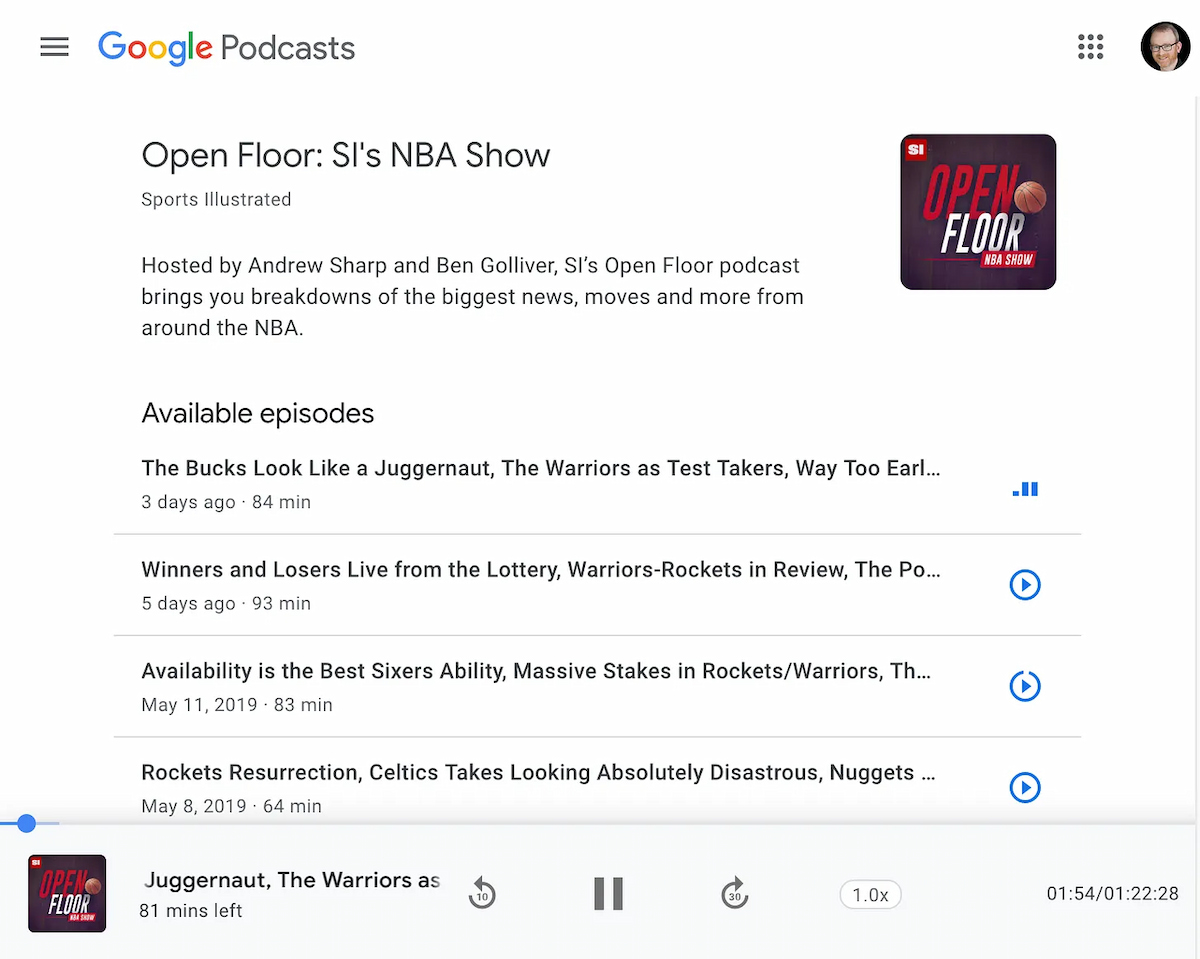 Google Podcasts
Open Floor: SI's NBA Show
Sports Illustrated
SI
OPEN
FLOOR
NBA SHOW
Hosted by Andrew Sharp and Ben Golliver, SI’s Open Floor podcast
brings you breakdowns of the biggest news, moves and more from
around the NBA.
Available episodes
The Bucks Look Like a Juggernaut, The Warriors as Test Takers, Way Too Earl...
3 days ago · 84 min
Winners and Losers Live from the Lottery, Warriors-Rockets in Review, The Po...
5 days ago · 93 min
Availability is the Best Sixers Ability, Massive Stakes in Rockets/Warriors, Th...
May 11, 2019 · 83 min
Rockets Resurrection, Celtics Takes Looking Absolutely Disastrous, Nuggets ...
May 8, 2019 · 64 min
SI
OPEN
FLOOR
NBA SHOW
Juggernaut, The Warriors as
81 mins left
10
30
1.0x
01:54/01:22:28